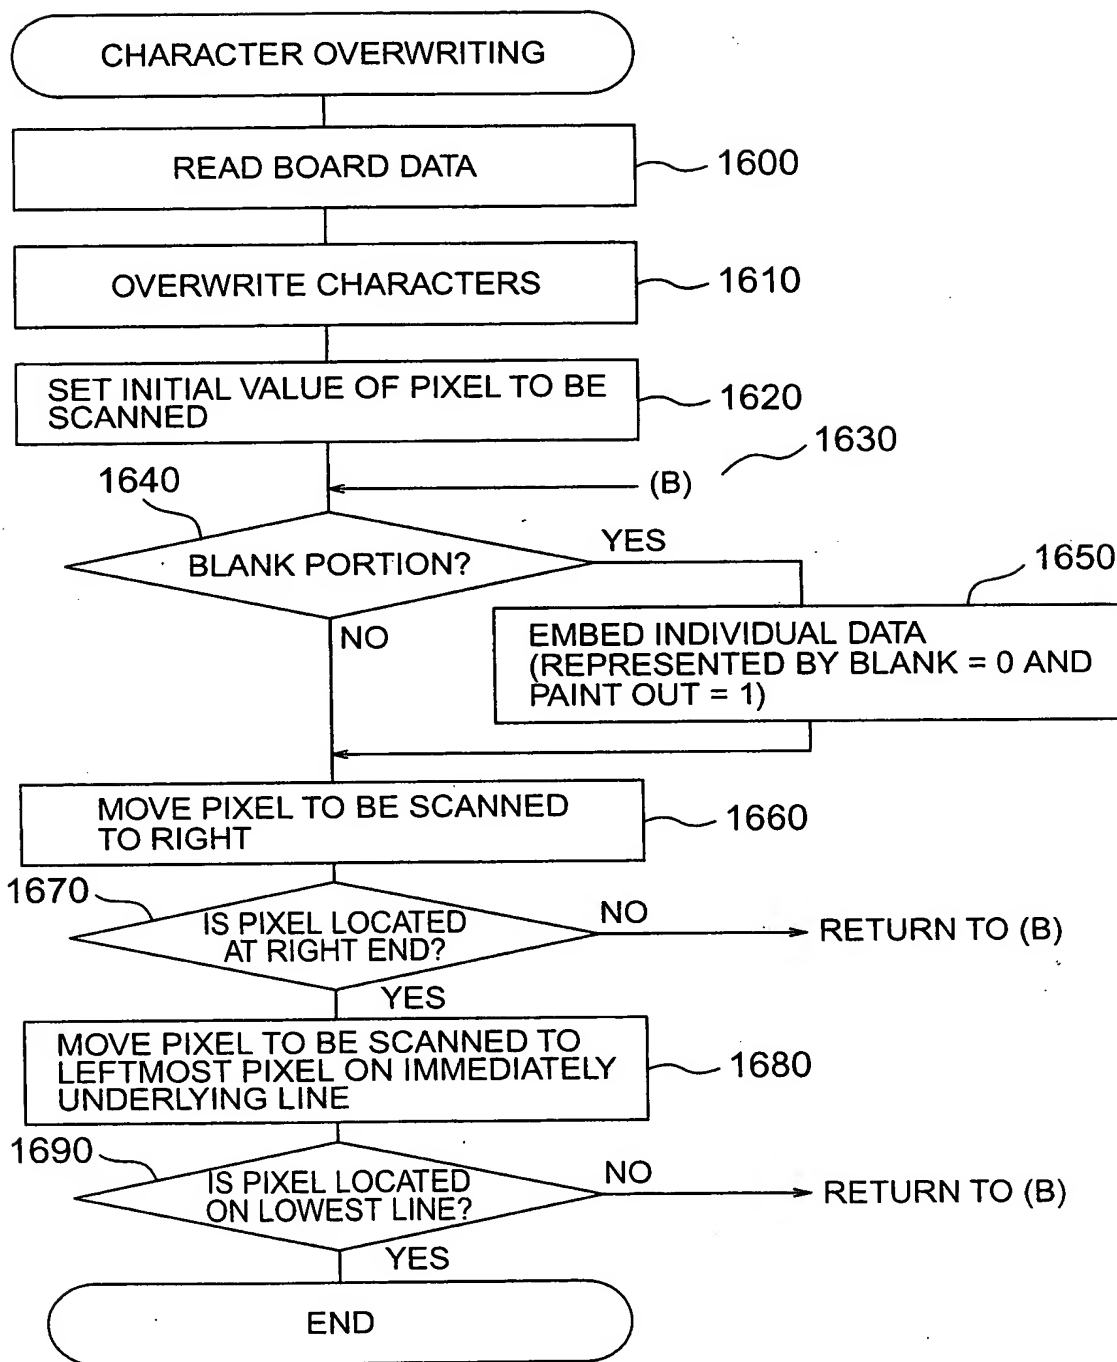 CHARACTER OVERWRITING
READ BOARD DATA
1600
OVERWRITE CHARACTERS
1610
SET INITIAL VALUE OF PIXEL TO BE
SCANNED
1620
1630
(B)
1640
BLANK PORTION?
YES
NO
1650
EMBED INDIVIDUAL DATA
(REPRESENTED BY BLANK = 0 AND
PAINT OUT = 1)
MOVE PIXEL TO BE SCANNED
TO RIGHT
1660
1670
IS PIXEL LOCATED
AT RIGHT END?
NO
RETURN TO (B)
YES
MOVE PIXEL TO BE SCANNED TO
LEFTMOST PIXEL ON IMMEDIATELY
UNDERLYING LINE
1680
1690
IS PIXEL LOCATED
ON LOWEST LINE?
NO
RETURN TO (B)
YES
END